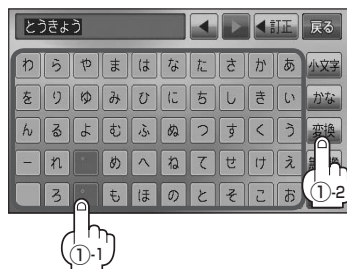 とうきょう ◀ ▶ ◀訂正 戻る
わ ら や ま は な た さ か あ 小文字
を り ゆ み ひ に ち し き い かな
ん る よ む ふ ぬ つ す く う 変換
ー れ ゛ め へ ね て せ け え
ろ ゜ も ほ の と そ こ お
①-2
①-1